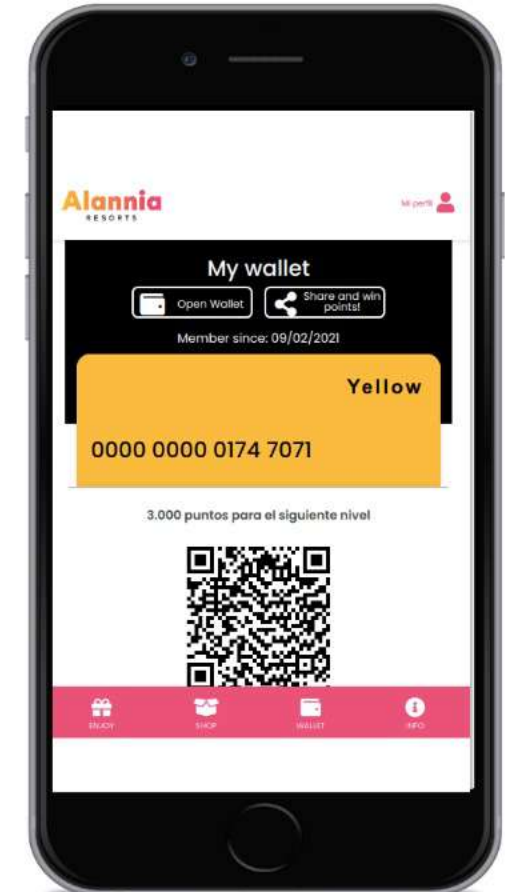 Alannia
RESORTS
Mi perfil
My wallet
Open Wallet
Share and win
points!
Member since: 09/02/2021
Yellow
0000 0000 0174 7071
3.000 puntos para el siguiente nivel
ENJOY
SHOP
WALLET
INFO